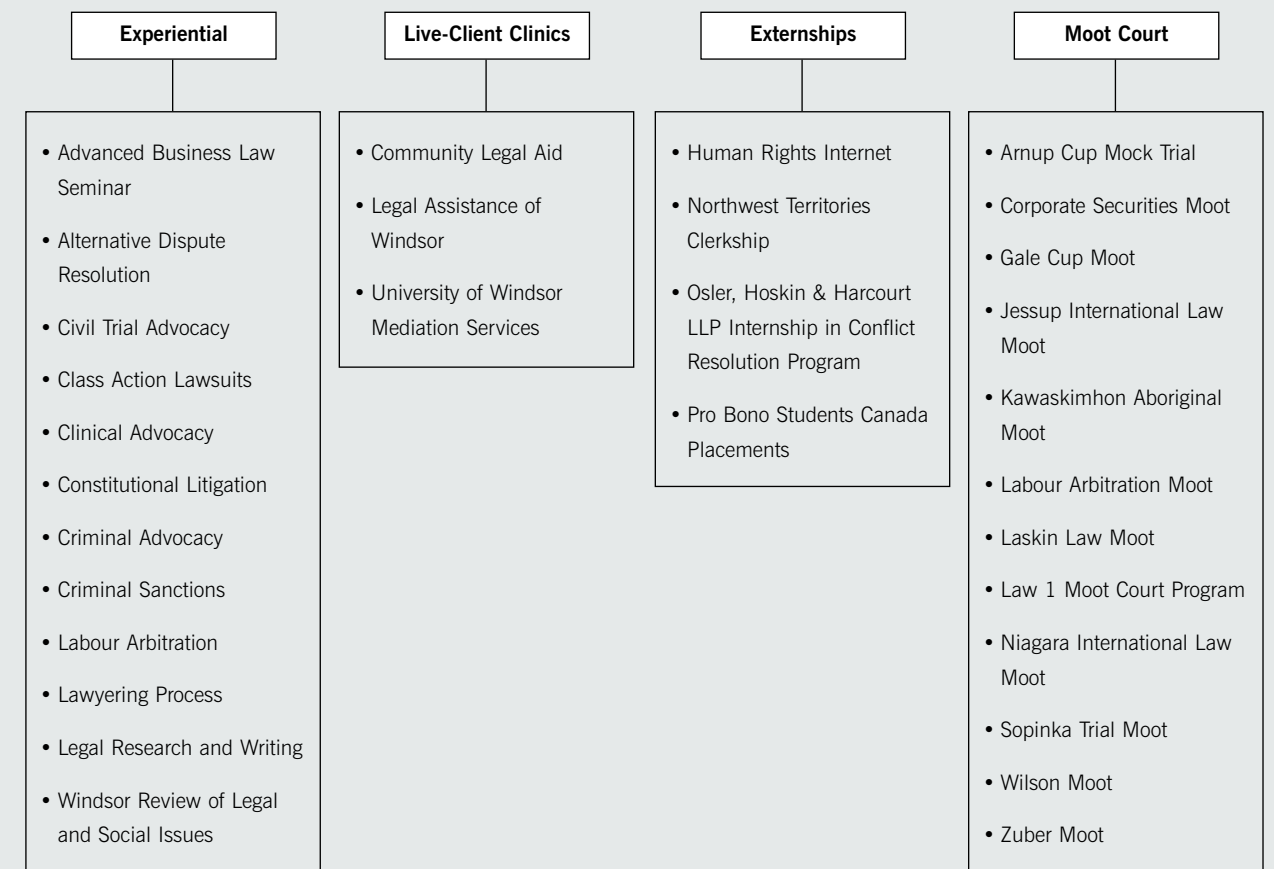 Experiential
• Advanced Business Law
Seminar
• Alternative Dispute
Resolution
• Civil Trial Advocacy
• Class Action Lawsuits
• Clinical Advocacy
• Constitutional Litigation
• Criminal Advocacy
• Criminal Sanctions
• Labour Arbitration
• Lawyering Process
• Legal Research and Writing
• Windsor Review of Legal
and Social Issues
Live-Client Clinics
• Community Legal Aid
• Legal Assistance of
Windsor
• University of Windsor
Mediation Services
Externships
• Human Rights Internet
• Northwest Territories
Clerkship
• Osler, Hoskin & Harcourt
LLP Internship in Conflict
Resolution Program
• Pro Bono Students Canada
Placements
Moot Court
• Arnup Cup Mock Trial
• Corporate Securities Moot
• Gale Cup Moot
• Jessup International Law
Moot
• Kawaskimhon Aboriginal
Moot
• Labour Arbitration Moot
• Laskin Law Moot
• Law 1 Moot Court Program
• Niagara International Law
Moot
• Sopinka Trial Moot
• Wilson Moot
• Zuber Moot